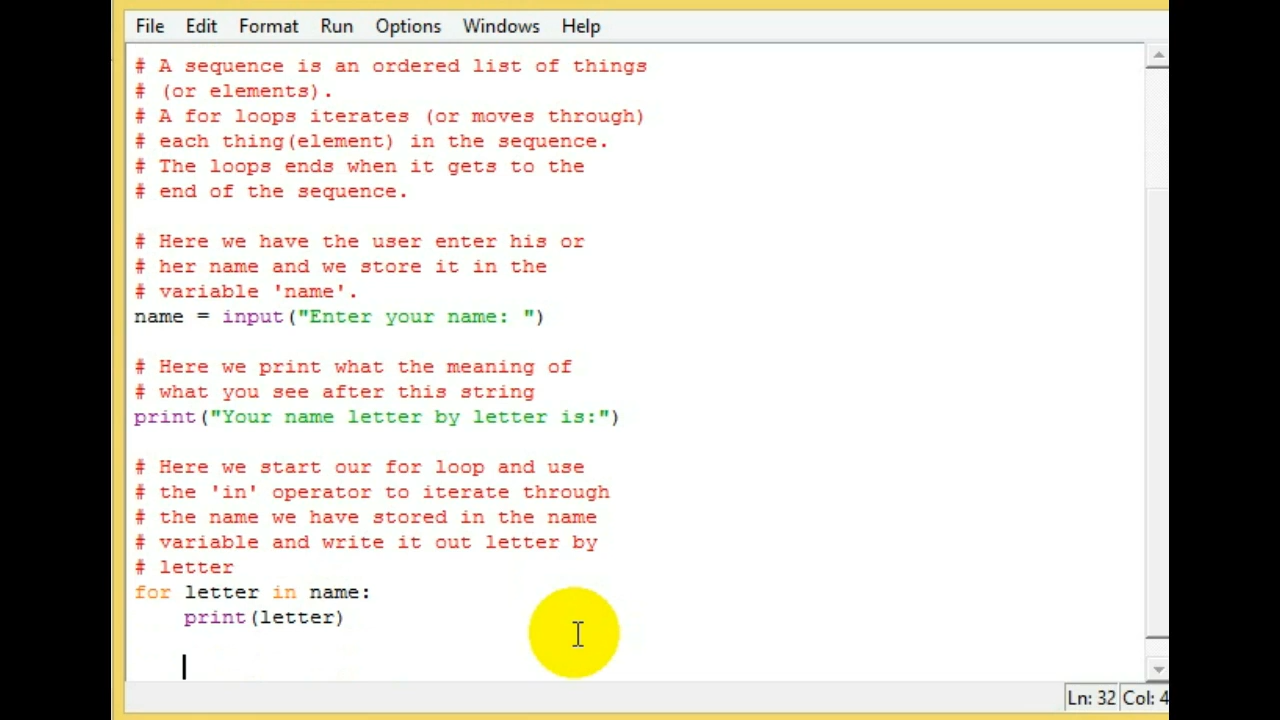 File Edit Format Run Options Windows Help
# A sequence is an ordered list of things
# (or elements).
# A for loops iterates (or moves through)
# each thing(element) in the sequence.
# The loops ends when it gets to the
# end of the sequence.
# Here we have the user enter his or
# her name and we store it in the
# variable 'name'.
name = input("Enter your name: ")
# Here we print what the meaning of
# what you see after this string
print("Your name letter by letter is:")
# Here we start our for loop and use
# the 'in' operator to iterate through
# the name we have stored in the name
# variable and write it out letter by
# letter
for letter in name:
    print(letter)
Ln: 32 Col: 4